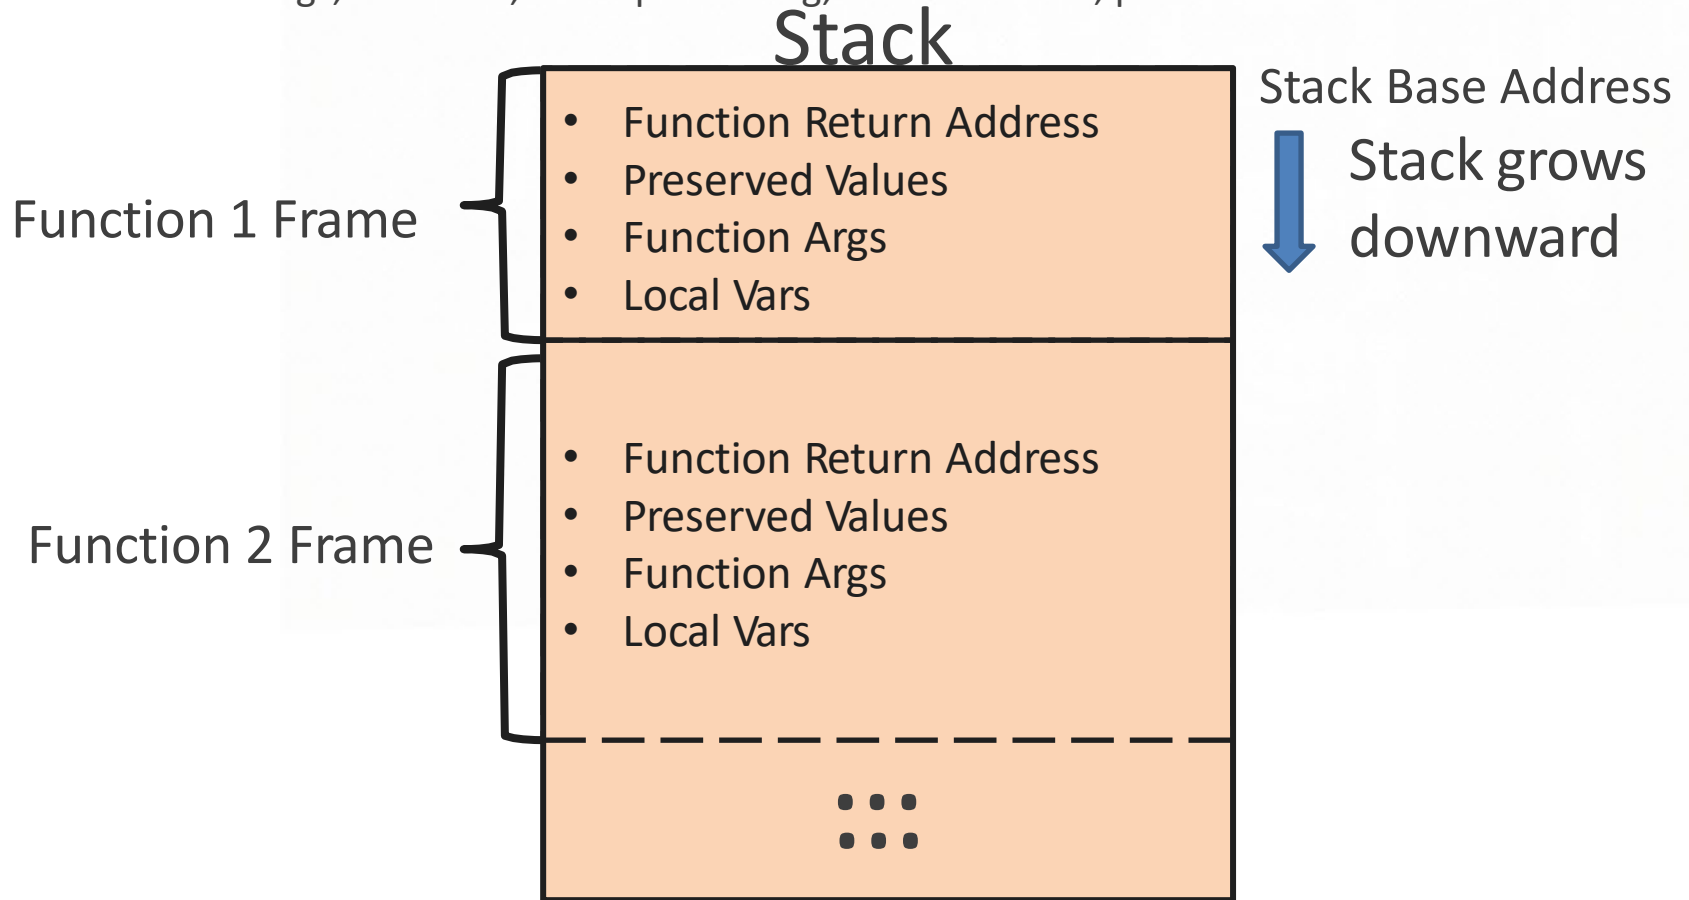 Stack
Stack Base Address
Stack grows
downward
Function 1 Frame
• Function Return Address
• Preserved Values
• Function Args
• Local Vars
Function 2 Frame
• Function Return Address
• Preserved Values
• Function Args
• Local Vars
...
...